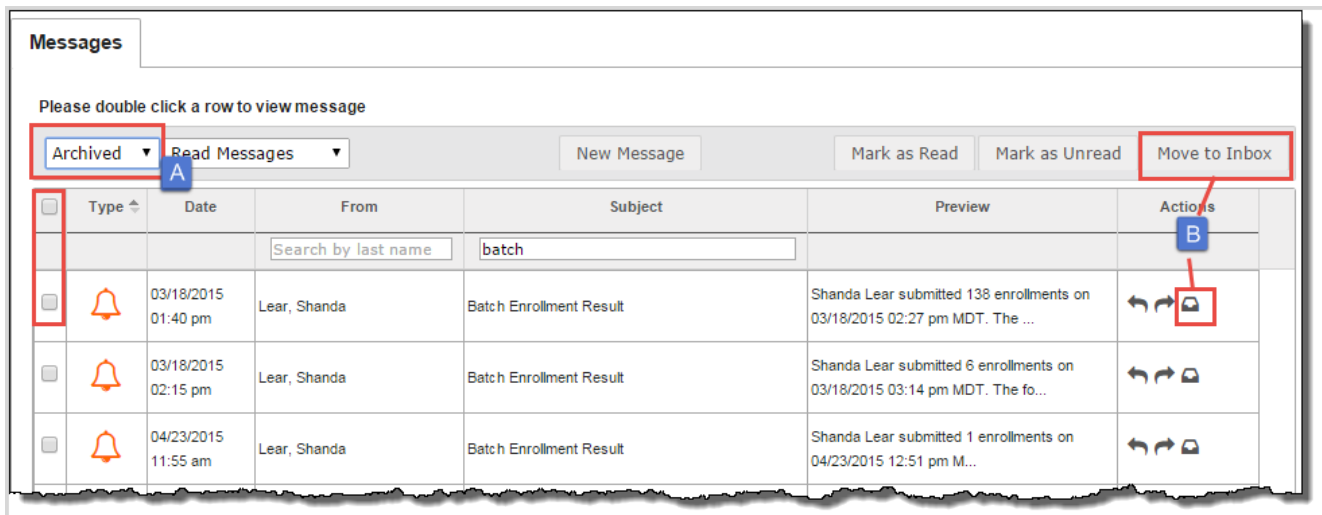 Messages
Please double click a row to view message
Archived Read Messages New Message Mark as Read Mark as Unread Move to Inbox
A
Type Date From Subject Preview Actions
B
Search by last name batch
03/18/2015
01:40 pm
Lear, Shanda
Batch Enrollment Result
Shanda Lear submitted 138 enrollments on
03/18/2015 02:27 pm MDT. The ...
03/18/2015
02:15 pm
Lear, Shanda
Batch Enrollment Result
Shanda Lear submitted 6 enrollments on
03/18/2015 03:14 pm MDT. The fo...
04/23/2015
11:55 am
Lear, Shanda
Batch Enrollment Result
Shanda Lear submitted 1 enrollments on
04/23/2015 12:51 pm M...